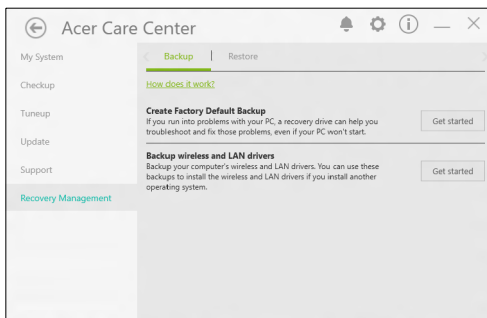 Acer Care Center
My System
Checkup
Tuneup
Update
Support
Recovery Management
Backup
Restore
How does it work?
Create Factory Default Backup
If you run into problems with your PC, a recovery drive can help you
troubleshoot and fix those problems, even if your PC won't start.
Get started
Backup wireless and LAN drivers
Backup your computer's wireless and LAN drivers. You can use these
backups to install the wireless and LAN drivers if you install another
operating system.
Get started